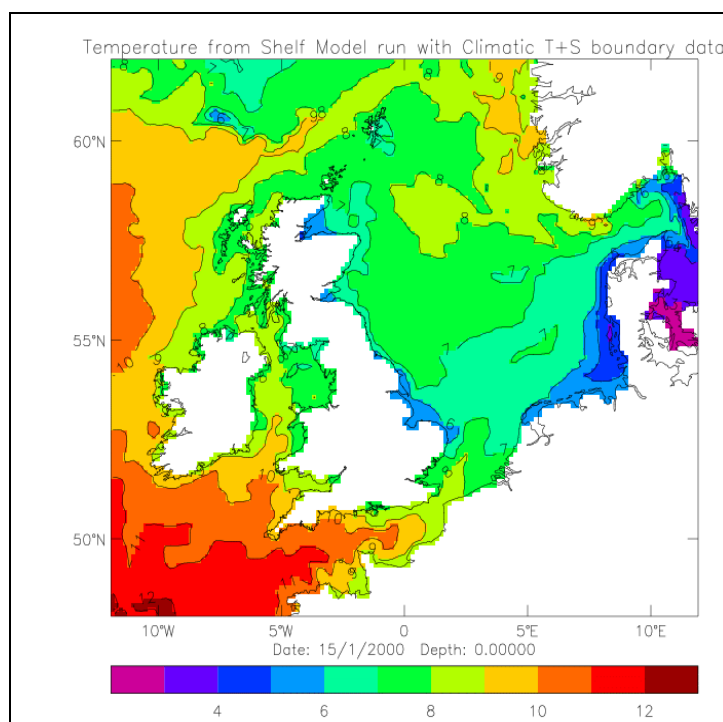 Temperature from Shelf Model run with Climatic T+S boundary data
60°N
55°N
50°N
10°W 5°W 0 5°E 10°E
Date: 15/1/2000 Depth: 0.00000
4 6 8 10 12